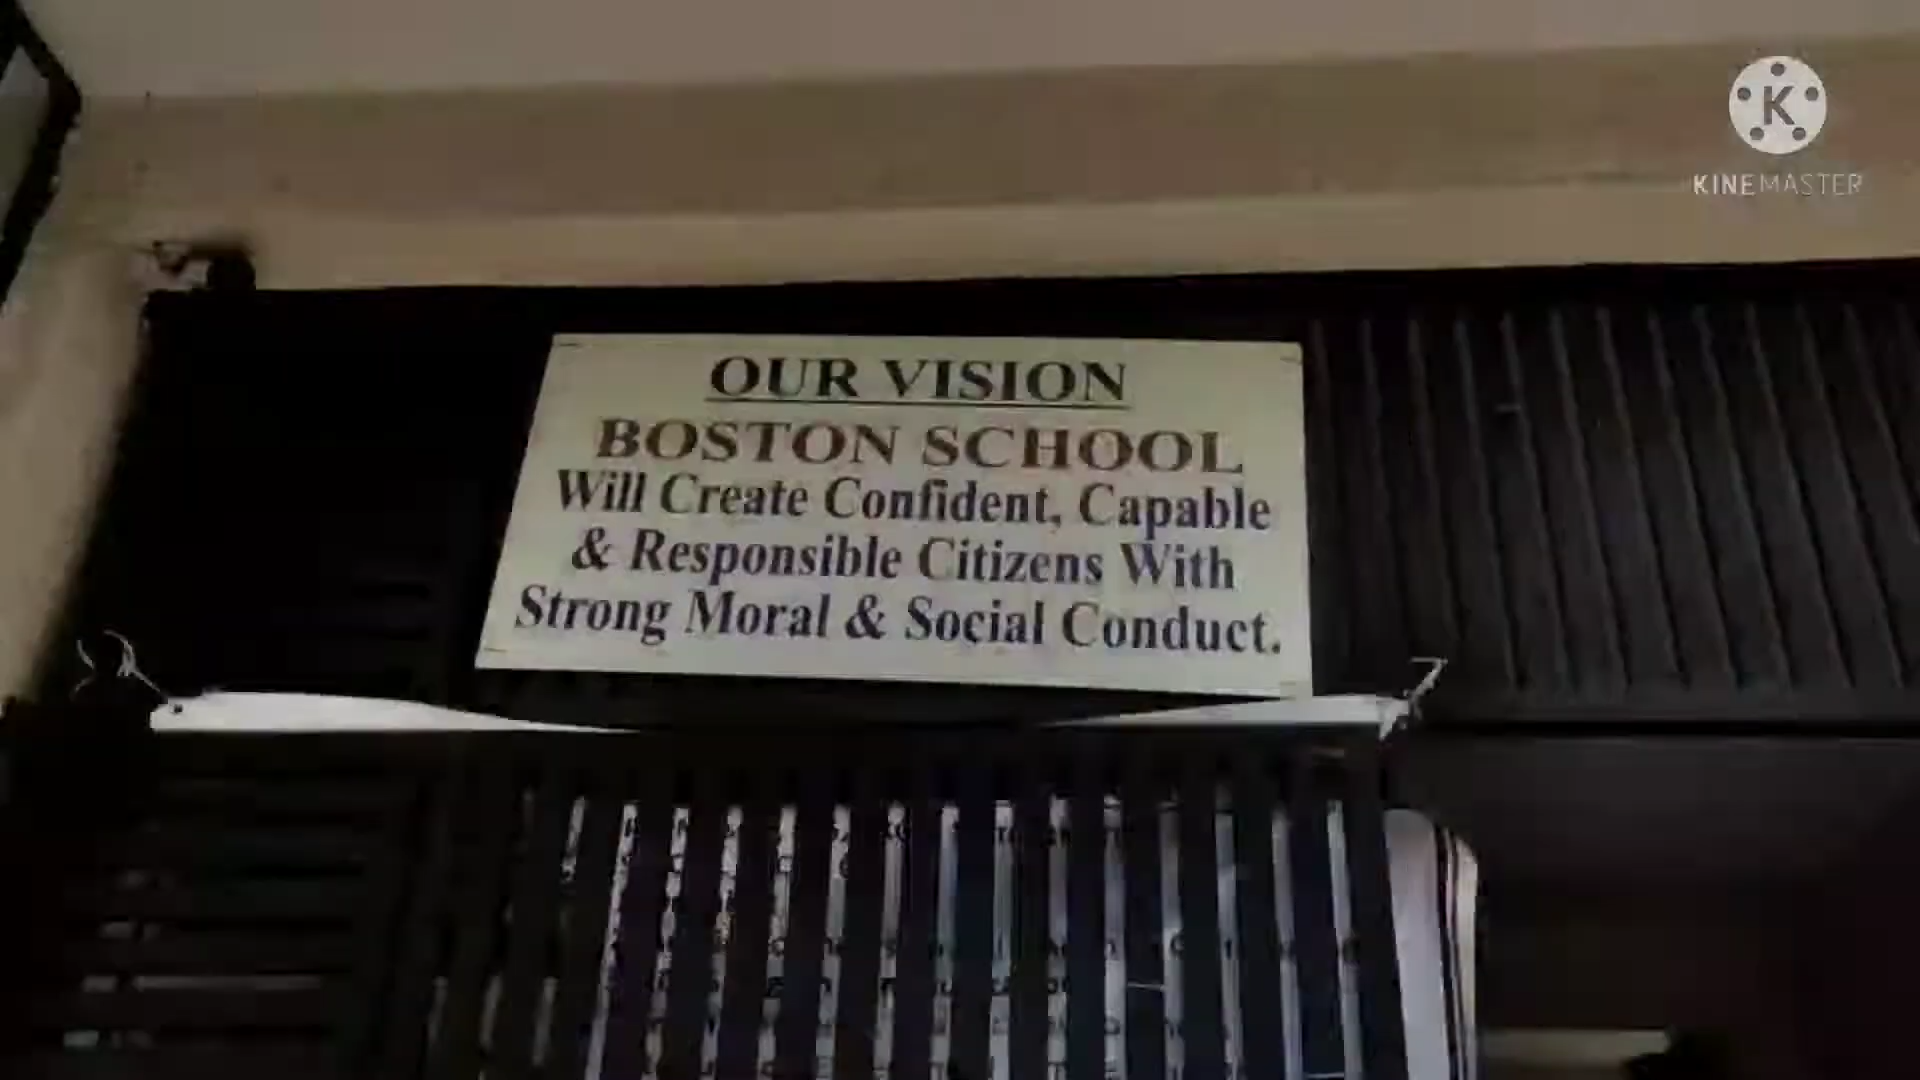 K
KINEMASTER
OUR VISION
BOSTON SCHOOL
Will Create Confident, Capable
& Responsible Citizens With
Strong Moral & Social Conduct.